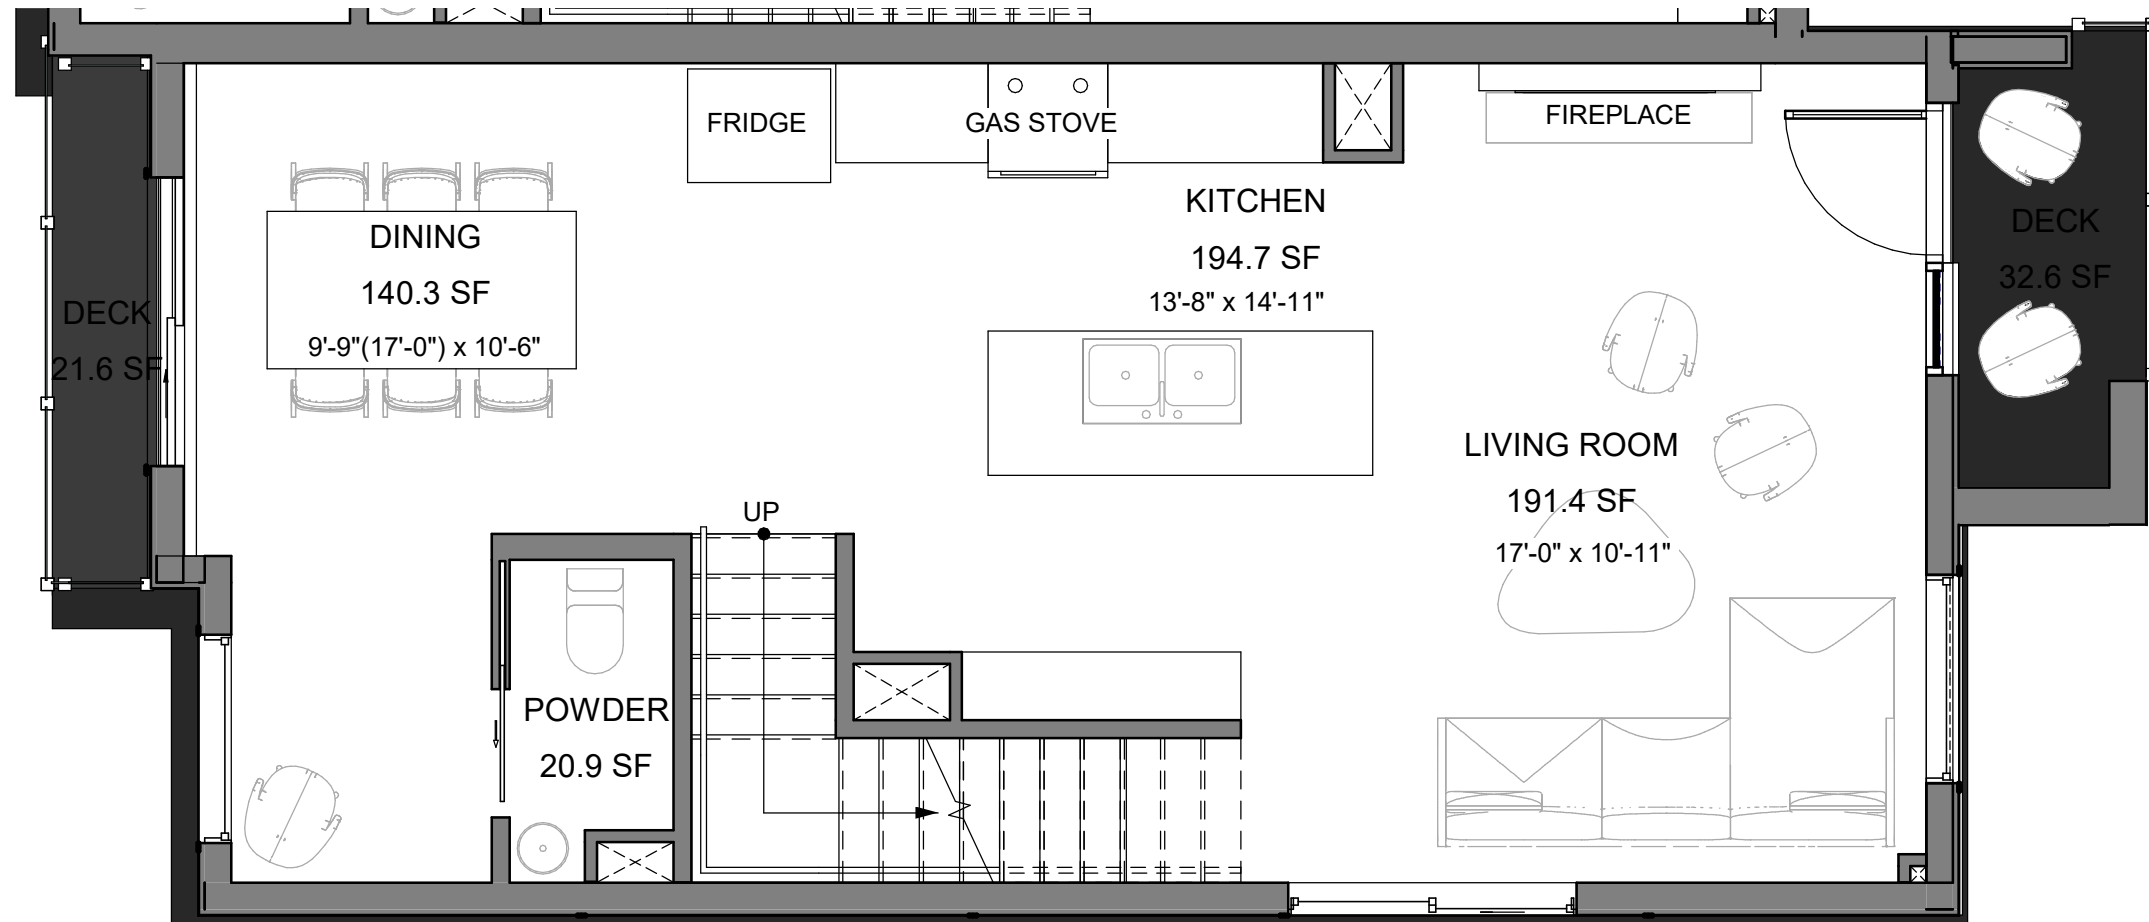 FRIDGE
GAS STOVE
FIREPLACE
KITCHEN
194.7 SF
13'-8" x 14'-11"
DINING
140.3 SF
9'-9"(17'-0") x 10'-6"
DECK
21.6 SF
DECK
32.6 SF
LIVING ROOM
191.4 SF
17'-0" x 10'-11"
UP
POWDER
20.9 SF